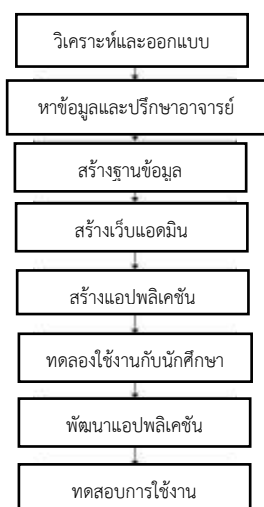 วิเคราะห์และออกแบบ
หาข้อมูลและปรึกษาอาจารย์
สร้างฐานข้อมูล
สร้างเว็บแอดมิน
สร้างแอปพลิเคชัน
ทดลองใช้งานกับนักศึกษา
พัฒนาแอปพลิเคชัน
ทดสอบการใช้งาน